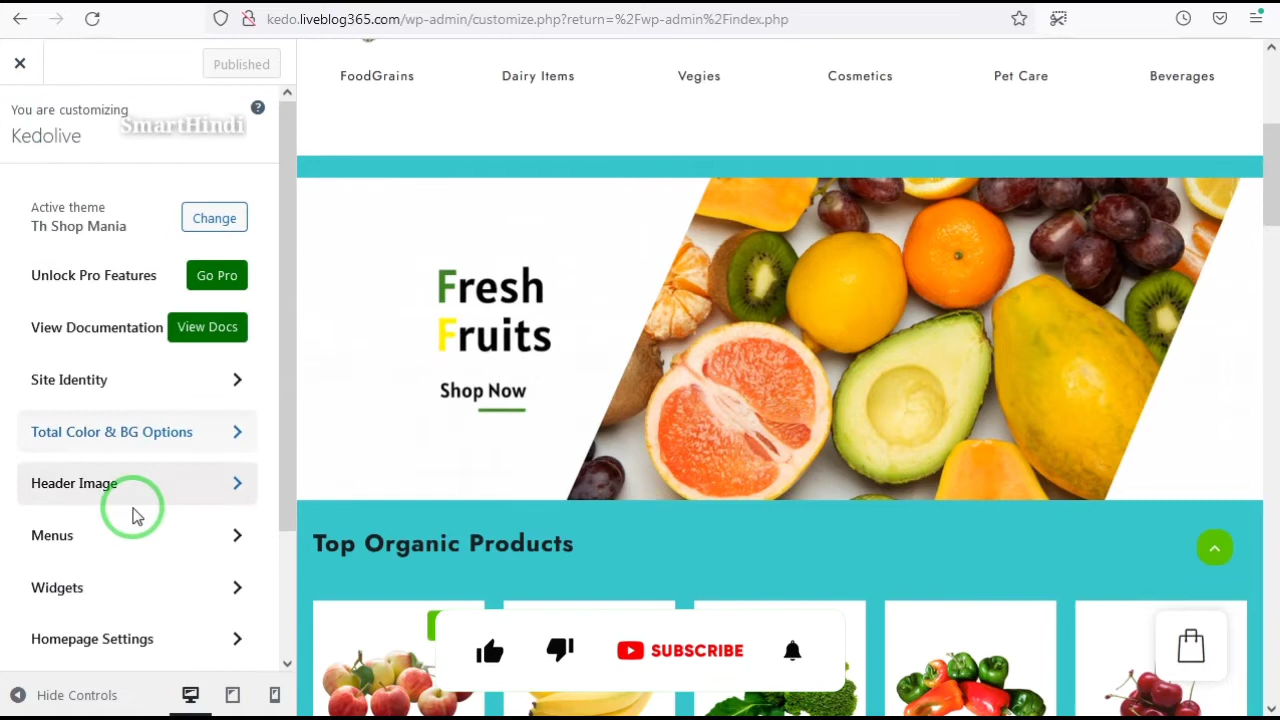 kedo.liveblog365.com/wp-admin/customize.php?return=%2Fwp-admin%2Findex.php
Published
You are customizing
SmartHindi
Kedolive
Active theme
Th Shop Mania
Change
Unlock Pro Features
Go Pro
View Documentation
View Docs
Site Identity
Total Color & BG Options
Header Image
Menus
Widgets
Homepage Settings
Hide Controls
FoodGrains Dairy Items Vegies Cosmetics Pet Care Beverages
Fresh
Fruits
Shop Now
Top Organic Products
SUBSCRIBE